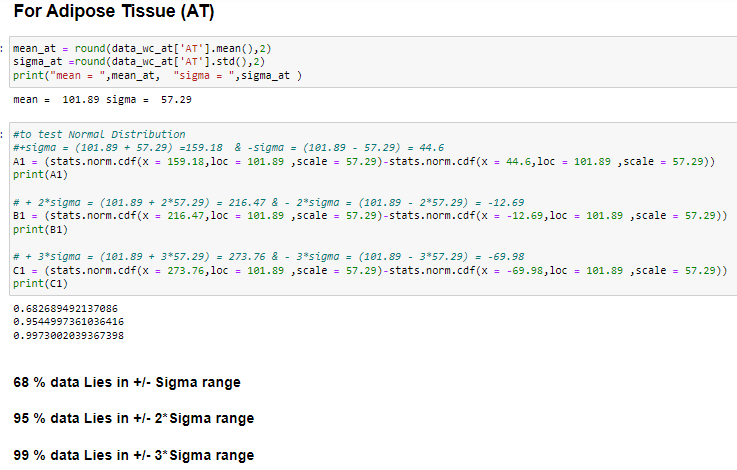 For Adipose Tissue (AT)
: mean_at = round(data_wc_at['AT'].mean(),2)
sigma_at =round(data_wc_at['AT'].std(),2)
print("mean = ",mean_at,  "sigma = ",sigma_at )
mean =  101.89 sigma =  57.29
: #to test Normal Distribution
#+sigma = (101.89 + 57.29) =159.18  & -sigma = (101.89 - 57.29) = 44.6
A1 = (stats.norm.cdf(x = 159.18,loc = 101.89 ,scale = 57.29)-stats.norm.cdf(x = 44.6,loc = 101.89 ,scale = 57.29))
print(A1)
# + 2*sigma = (101.89 + 2*57.29) = 216.47 & - 2*sigma = (101.89 - 2*57.29) = -12.69
B1 = (stats.norm.cdf(x = 216.47,loc = 101.89 ,scale = 57.29)-stats.norm.cdf(x = -12.69,loc = 101.89 ,scale = 57.29))
print(B1)
# + 3*sigma = (101.89 + 3*57.29) = 273.76 & - 3*sigma = (101.89 - 3*57.29) = -69.98
C1 = (stats.norm.cdf(x = 273.76,loc = 101.89 ,scale = 57.29)-stats.norm.cdf(x = -69.98,loc = 101.89 ,scale = 57.29))
print(C1)
0.682689492137086
0.9544997361036416
0.9973002039367398
68 % data Lies in +/- Sigma range
95 % data Lies in +/- 2*Sigma range
99 % data Lies in +/- 3*Sigma range